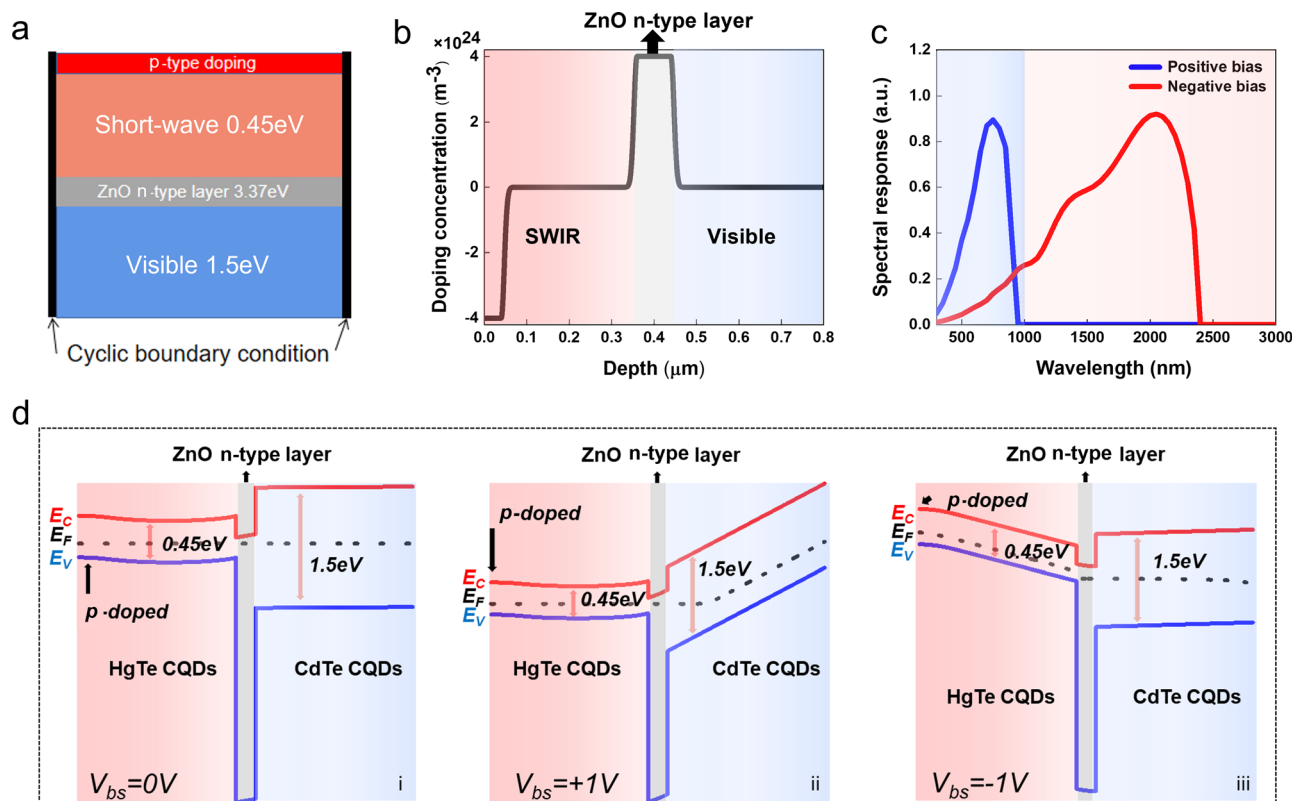 a
p-type doping
Short-wave 0.45eV
ZnO n-type layer 3.37eV
Visible 1.5eV
Cyclic boundary condition
b
ZnO n-type layer
×10²⁴
4
2
0
-2
-4
Doping concentration (m⁻³)
SWIR
Visible
0.0 0.1 0.2 0.3 0.4 0.5 0.6 0.7 0.8
Depth (μm)
c
1.2
1.0
0.8
0.6
0.4
0.2
0.0
Spectral response (a.u.)
Positive bias
Negative bias
500 1000 1500 2000 2500 3000
Wavelength (nm)
d
ZnO n-type layer
E_C
E_F
E_V
0.45eV
1.5eV
p-doped
HgTe CQDs
CdTe CQDs
V_bs=0V
i
ZnO n-type layer
p-doped
E_C
E_F
E_V
0.45eV
1.5eV
HgTe CQDs
CdTe CQDs
V_bs=+1V
ii
ZnO n-type layer
p-doped
E_C
E_F
E_V
0.45eV
1.5eV
HgTe CQDs
CdTe CQDs
V_bs=-1V
iii